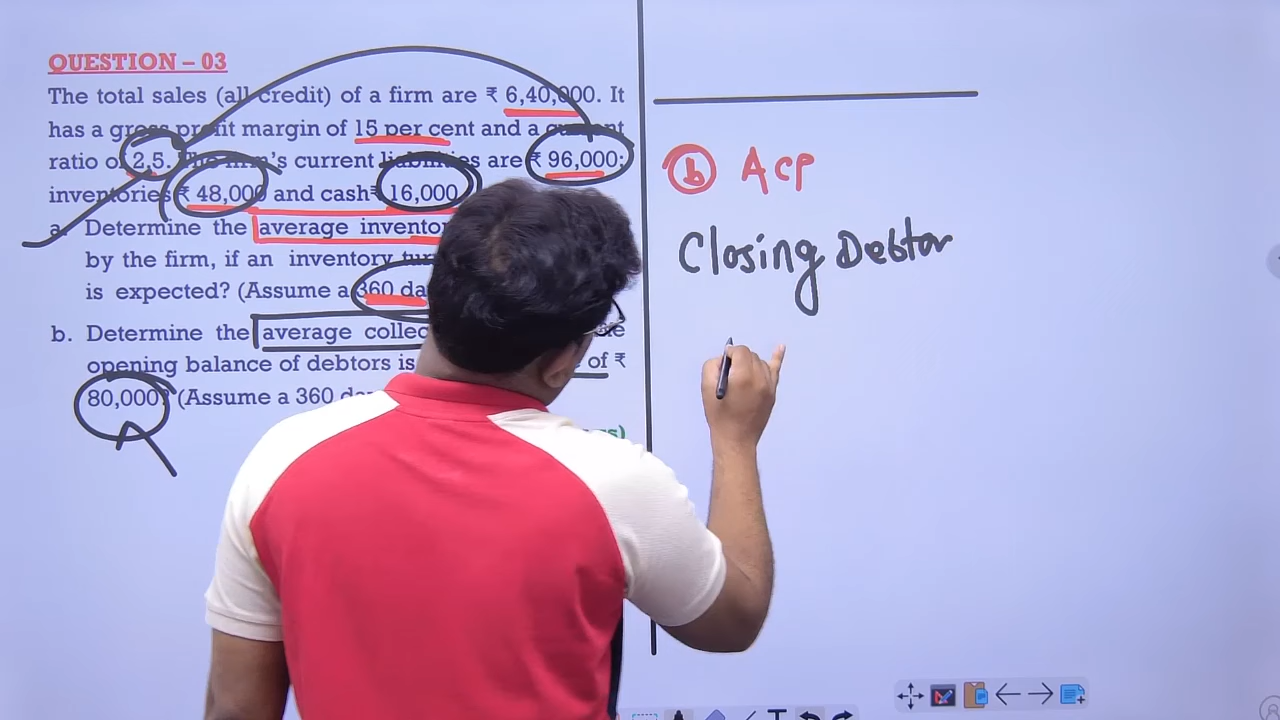 QUESTION – 03
The total sales (all credit) of a firm are ₹ 6,40,000. It
has a gross profit margin of 15 per cent and a current
ratio of 2.5. The firm's current liabilities are ₹ 96,000;
inventories ₹ 48,000 and cash ₹ 16,000
a. Determine the average inventor
by the firm, if an inventory tur
is expected? (Assume a 360 da
b. Determine the average collec
opening balance of debtors is of ₹
80,000? (Assume a 360 da
b ACP
Closing Debtor